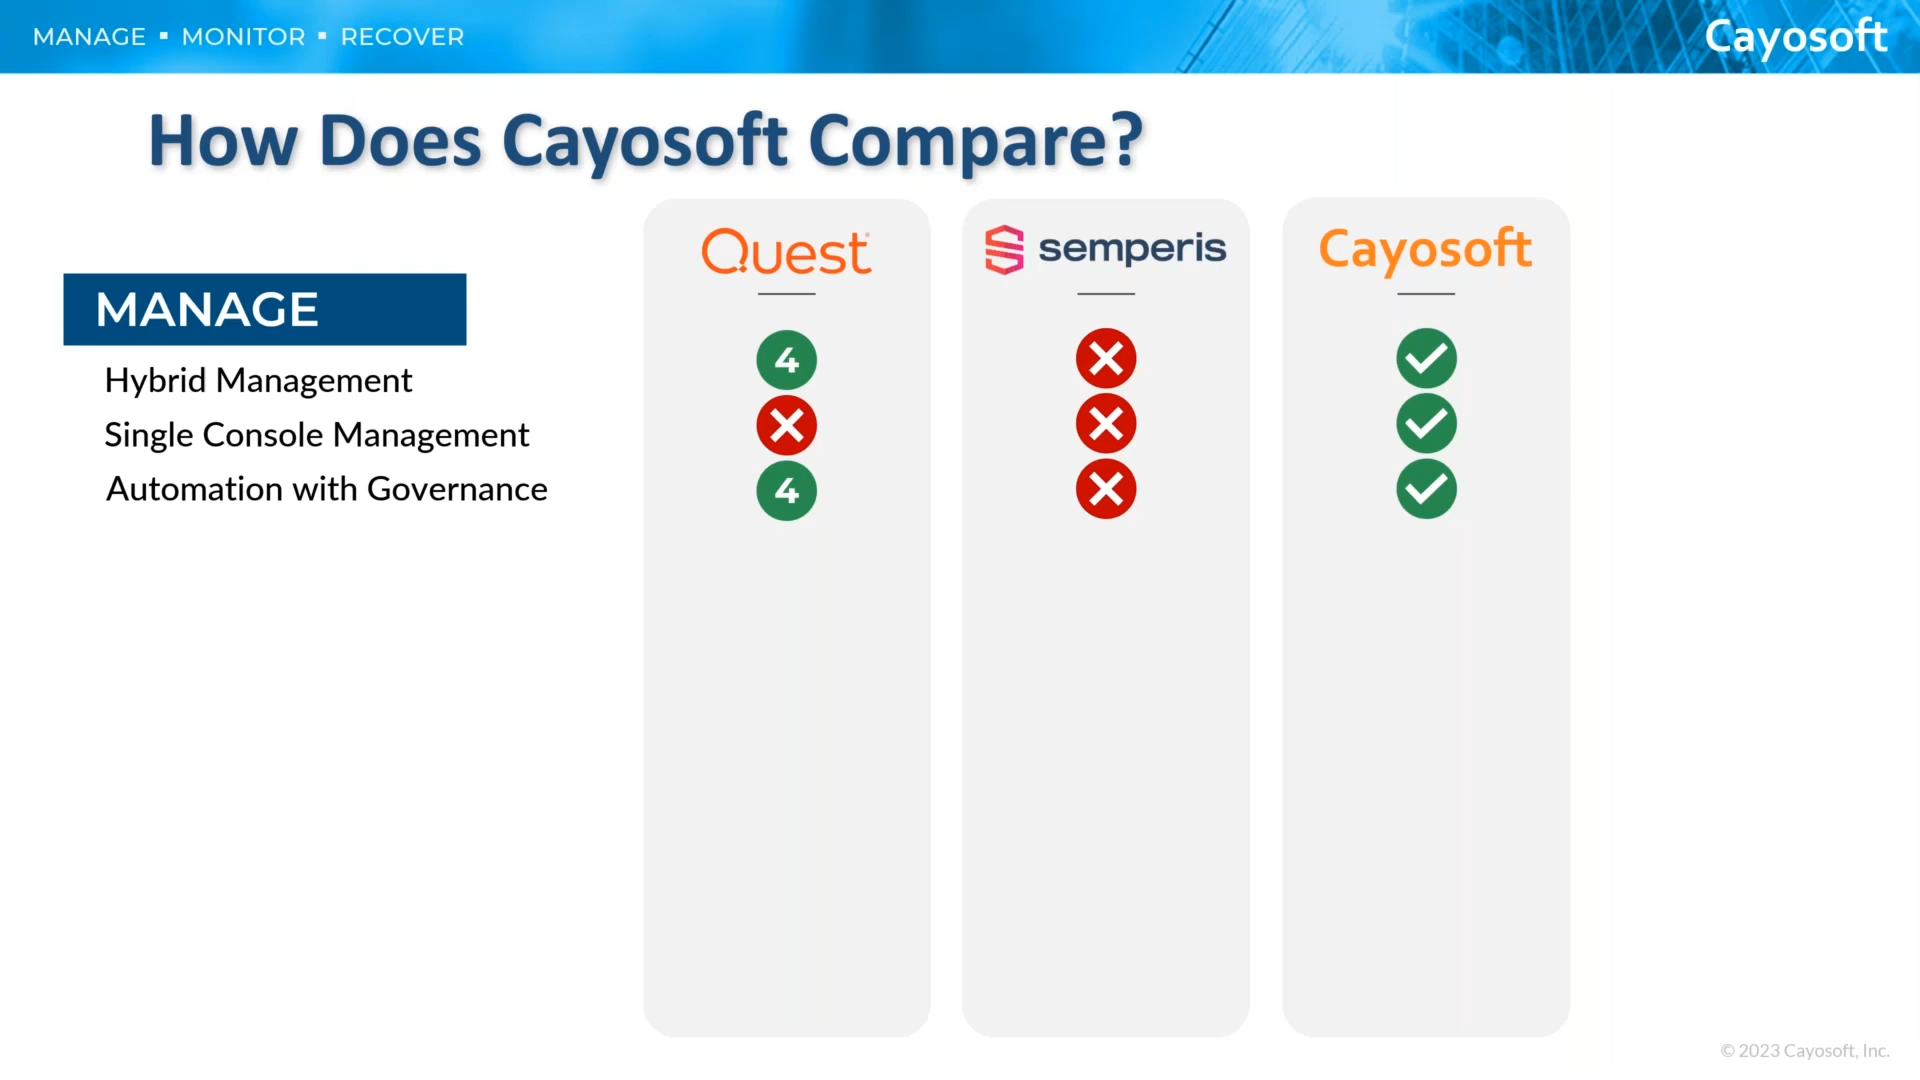 MANAGE ▪ MONITOR ▪ RECOVER
Cayosoft
How Does Cayosoft Compare?
Quest
semperis
Cayosoft
MANAGE
Hybrid Management
4
Single Console Management
Automation with Governance
4
© 2023 Cayosoft, Inc.